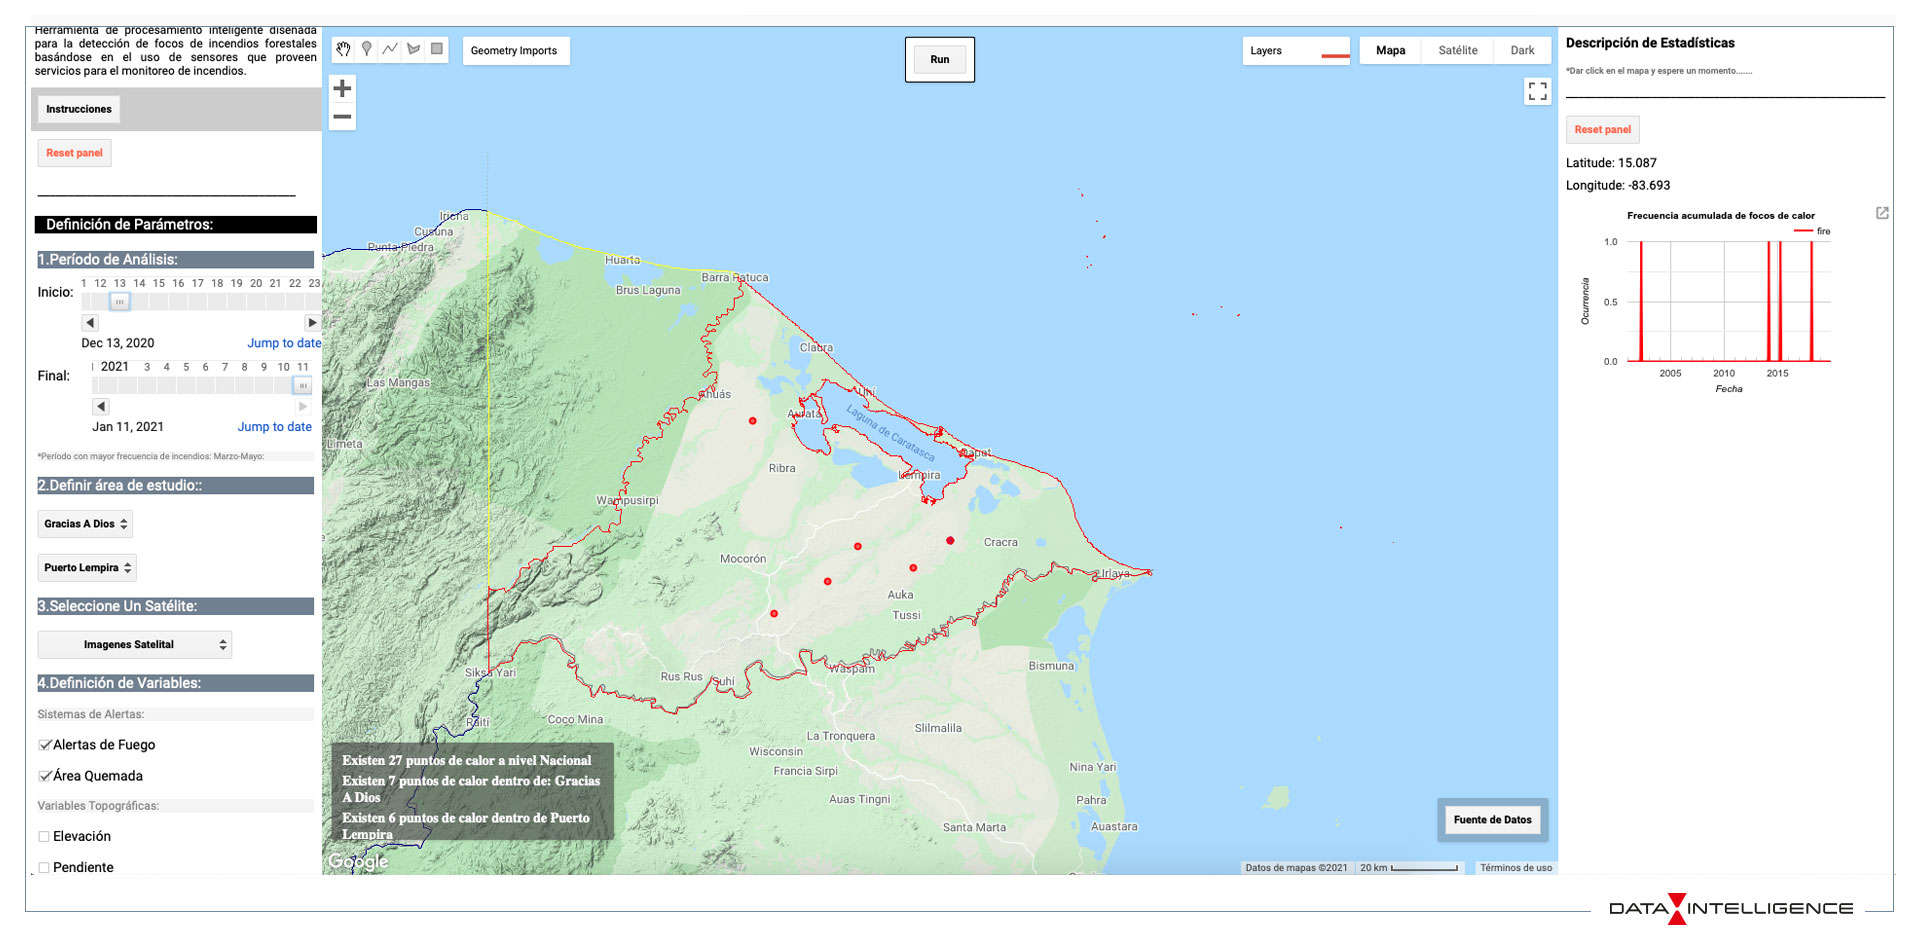 Herramienta de procesamiento inteligente diseñada
para la detección de focos de incendios forestales
basándose en el uso de sensores que proveen
servicios para el monitoreo de incendios.
Instrucciones
Reset panel
Definición de Parámetros:
1.Período de Análisis:
1 12 13 14 15 16 17 18 19 20 21 22 23
Inicio:
Dec 13, 2020
Jump to date
2021 3 4 5 6 7 8 9 10 11
Final:
Jan 11, 2021
Jump to date
*Período con mayor frecuencia de incendios: Marzo-Mayo:
2.Definir área de estudio::
Gracias A Dios
Puerto Lempira
3.Seleccione Un Satélite:
Imagenes Satelital
4.Definición de Variables:
Sistemas de Alertas:
Alertas de Fuego
Área Quemada
Variables Topográficas:
Elevación
Pendiente
Geometry Imports
Run
Layers
Mapa
Satélite
Dark
Iriona
Cusuna
Punta Piedra
Huarta
Barra Patuca
Brus Laguna
Claura
Las Mangas
Ahuás
Uhí
Aurata
Laguna de Caratasca
Limeta
Tapat
Ribra
Lempira
Wampusirpi
Mocorón
Cracra
Irlaya
Auka
Tussi
Siksa Yari
Rus Rus
Suhí
Waspam
Bismuna
Raití
Coco Mina
La Tronquera
Slilmalila
Wisconsin
Francia Sirpi
Nina Yari
Auas Tingni
Pahra
Santa Marta
Auastara
Existen 27 puntos de calor a nivel Nacional
Existen 7 puntos de calor dentro de: Gracias
A Dios
Existen 6 puntos de calor dentro de Puerto
Lempira
Google
Fuente de Datos
Datos de mapas ©2021
20 km
Términos de uso
Descripción de Estadísticas
*Dar click en el mapa y espere un momento.......
Reset panel
Latitude: 15.087
Longitude: -83.693
Frecuencia acumulada de focos de calor
fire
1.0
0.5
0.0
Ocurrencia
2005 2010 2015
Fecha
DATA INTELLIGENCE